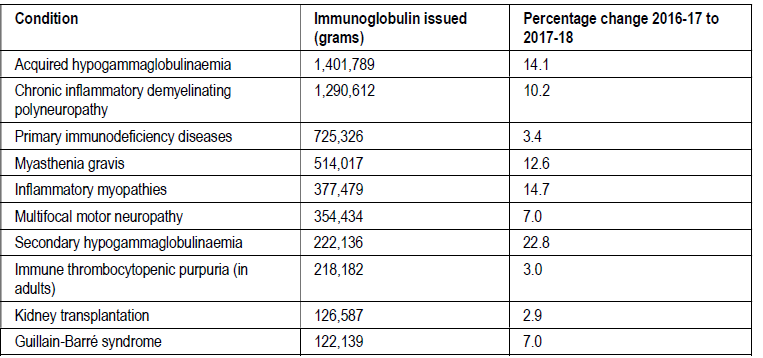 Condition Immunoglobulin issued Percentage change 2016-17 to
(grams) 2017-18
Acquired hypogammaglobulinaemia 1,401,789 14.1
Chronic inflammatory demyelinating 1,290,612 10.2
polyneuropathy
Primary immunodeficiency diseases 725,326 3.4
Myasthenia gravis 514,017 12.6
Inflammatory myopathies 377,479 14.7
Multifocal motor neuropathy 354,434 7.0
Secondary hypogammaglobulinaemia 222,136 22.8
Immune thrombocytopenic purpuria (in 218,182 3.0
adults)
Kidney transplantation 126,587 2.9
Guillain-Barré syndrome 122,139 7.0